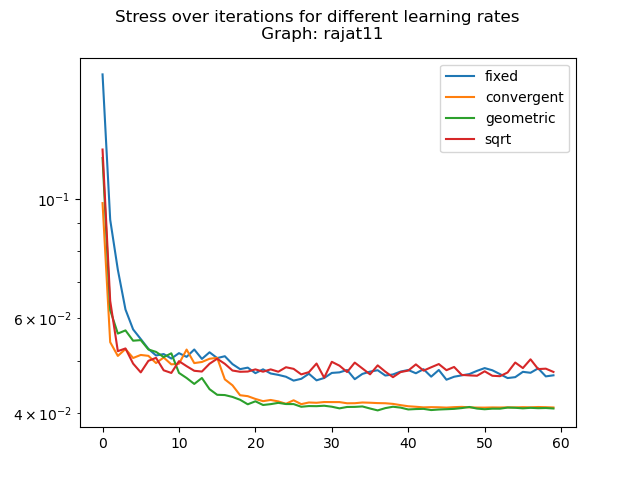 Stress over iterations for different learning rates
Graph: rajat11
fixed
convergent
geometric
sqrt
10⁻¹
6 × 10⁻²
4 × 10⁻²
0 10 20 30 40 50 60